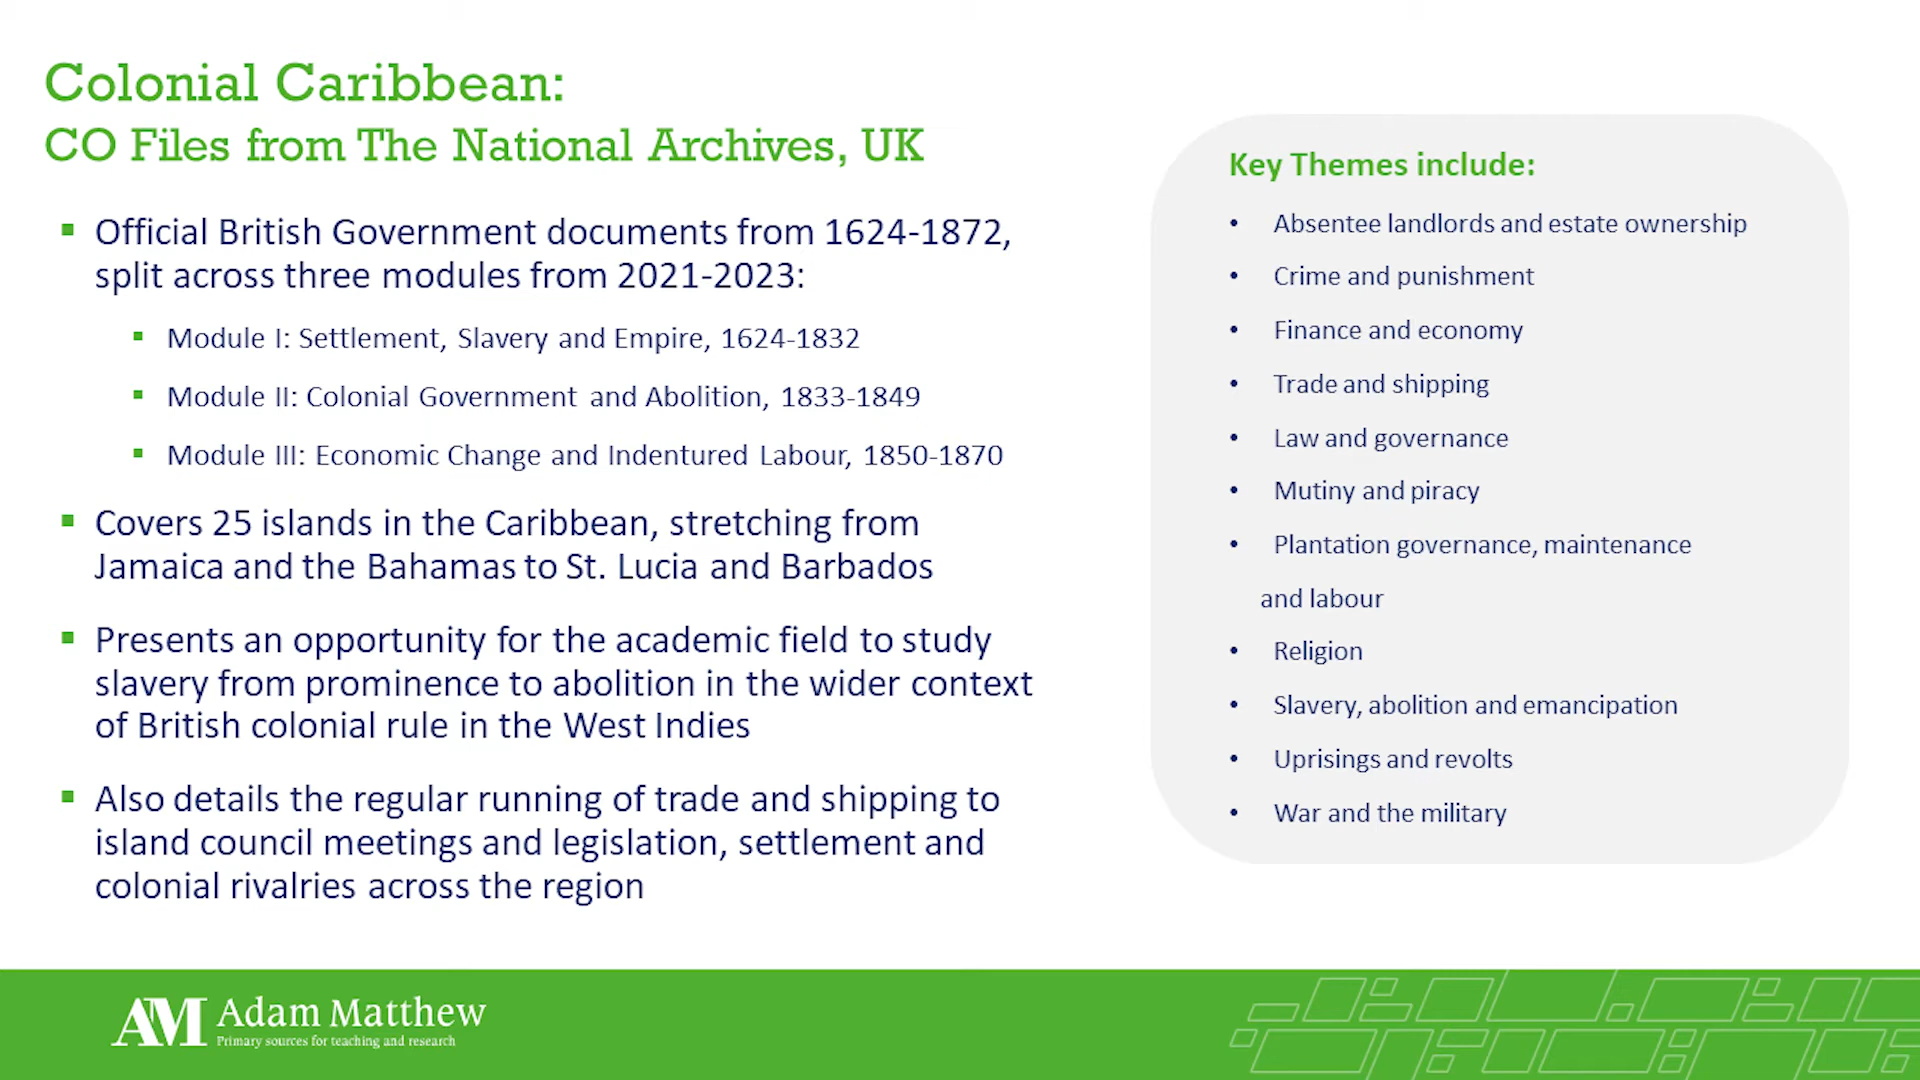 Colonial Caribbean:
CO Files from The National Archives, UK
▪ Official British Government documents from 1624-1872,
split across three modules from 2021-2023:
▪ Module I: Settlement, Slavery and Empire, 1624-1832
▪ Module II: Colonial Government and Abolition, 1833-1849
▪ Module III: Economic Change and Indentured Labour, 1850-1870
▪ Covers 25 islands in the Caribbean, stretching from
Jamaica and the Bahamas to St. Lucia and Barbados
▪ Presents an opportunity for the academic field to study
slavery from prominence to abolition in the wider context
of British colonial rule in the West Indies
▪ Also details the regular running of trade and shipping to
island council meetings and legislation, settlement and
colonial rivalries across the region
Key Themes include:
• Absentee landlords and estate ownership
• Crime and punishment
• Finance and economy
• Trade and shipping
• Law and governance
• Mutiny and piracy
• Plantation governance, maintenance
and labour
• Religion
• Slavery, abolition and emancipation
• Uprisings and revolts
• War and the military
AM Adam Matthew
Primary sources for teaching and research